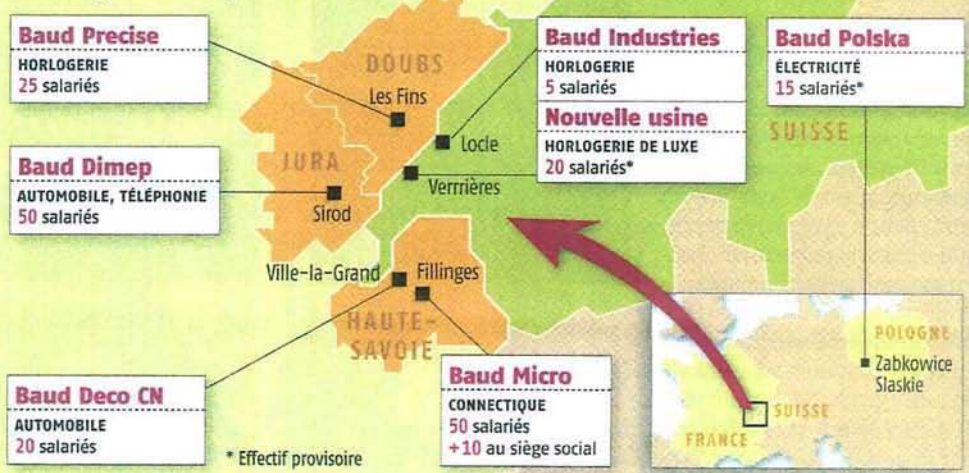 Baud Precise
HORLOGERIE
25 salariés
Baud Industries
HORLOGERIE
5 salariés
Nouvelle usine
HORLOGERIE DE LUXE
20 salariés*
Baud Polska
ÉLECTRICITÉ
15 salariés*
DOUBS
Les Fins
SUISSE
Locle
Baud Dimep
AUTOMOBILE, TÉLÉPHONIE
50 salariés
JURA
Verrrières
Sirod
Ville-la-Grand
Fillinges
HAUTE-
SAVOIE
Baud Deco CN
AUTOMOBILE
20 salariés
* Effectif provisoire
Baud Micro
CONNECTIQUE
50 salariés
+10 au siège social
POLOGNE
Zabkowice
Slaskie
SUISSE
FRANCE